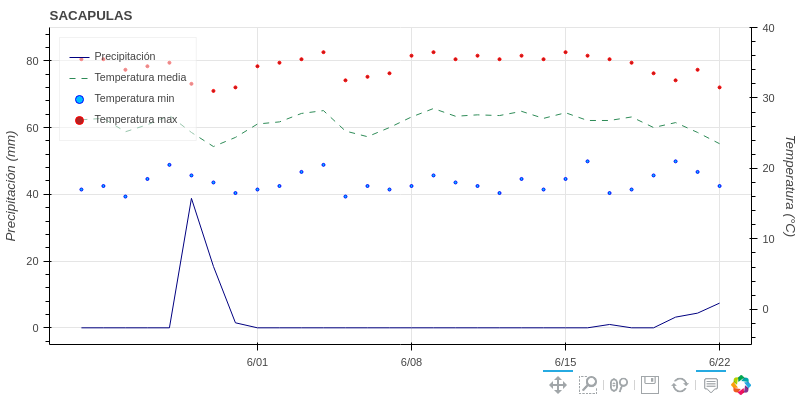 SACAPULAS
Precipitación
Temperatura media
Temperatura min
Temperatura max
Precipitación (mm)
80
60
40
20
0
Temperatura (°C)
40
30
20
10
0
6/01
6/08
6/15
6/22